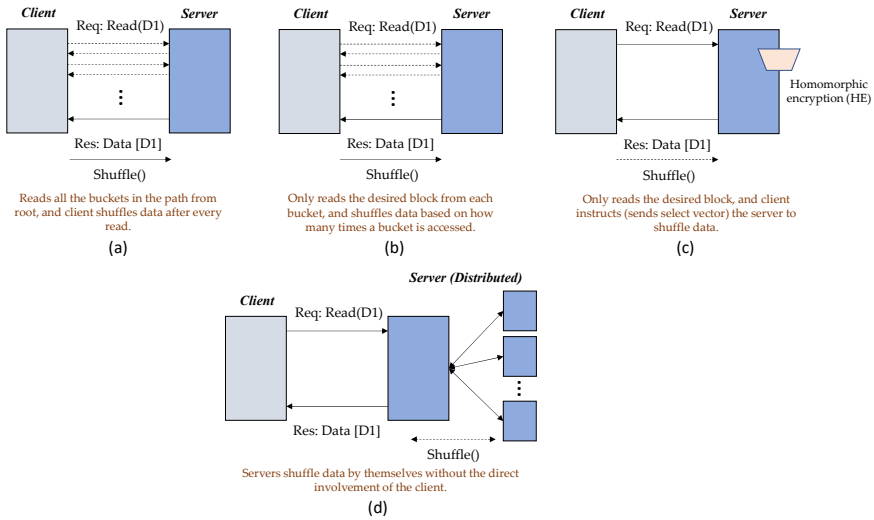 Client
Server
Req: Read(D1)
Res: Data [D1]
Shuffle()
Reads all the buckets in the path from
root, and client shuffles data after every
read.
(a)
Client
Server
Req: Read(D1)
Res: Data [D1]
Shuffle()
Only reads the desired block from each
bucket, and shuffles data based on how
many times a bucket is accessed.
(b)
Client
Server
Req: Read(D1)
Homomorphic
encryption (HE)
Res: Data [D1]
Shuffle()
Only reads the desired block, and client
instructs (sends select vector) the server to
shuffle data.
(c)
Server (Distributed)
Client
Req: Read(D1)
Res: Data [D1]
Shuffle()
Servers shuffle data by themselves without the direct
involvement of the client.
(d)